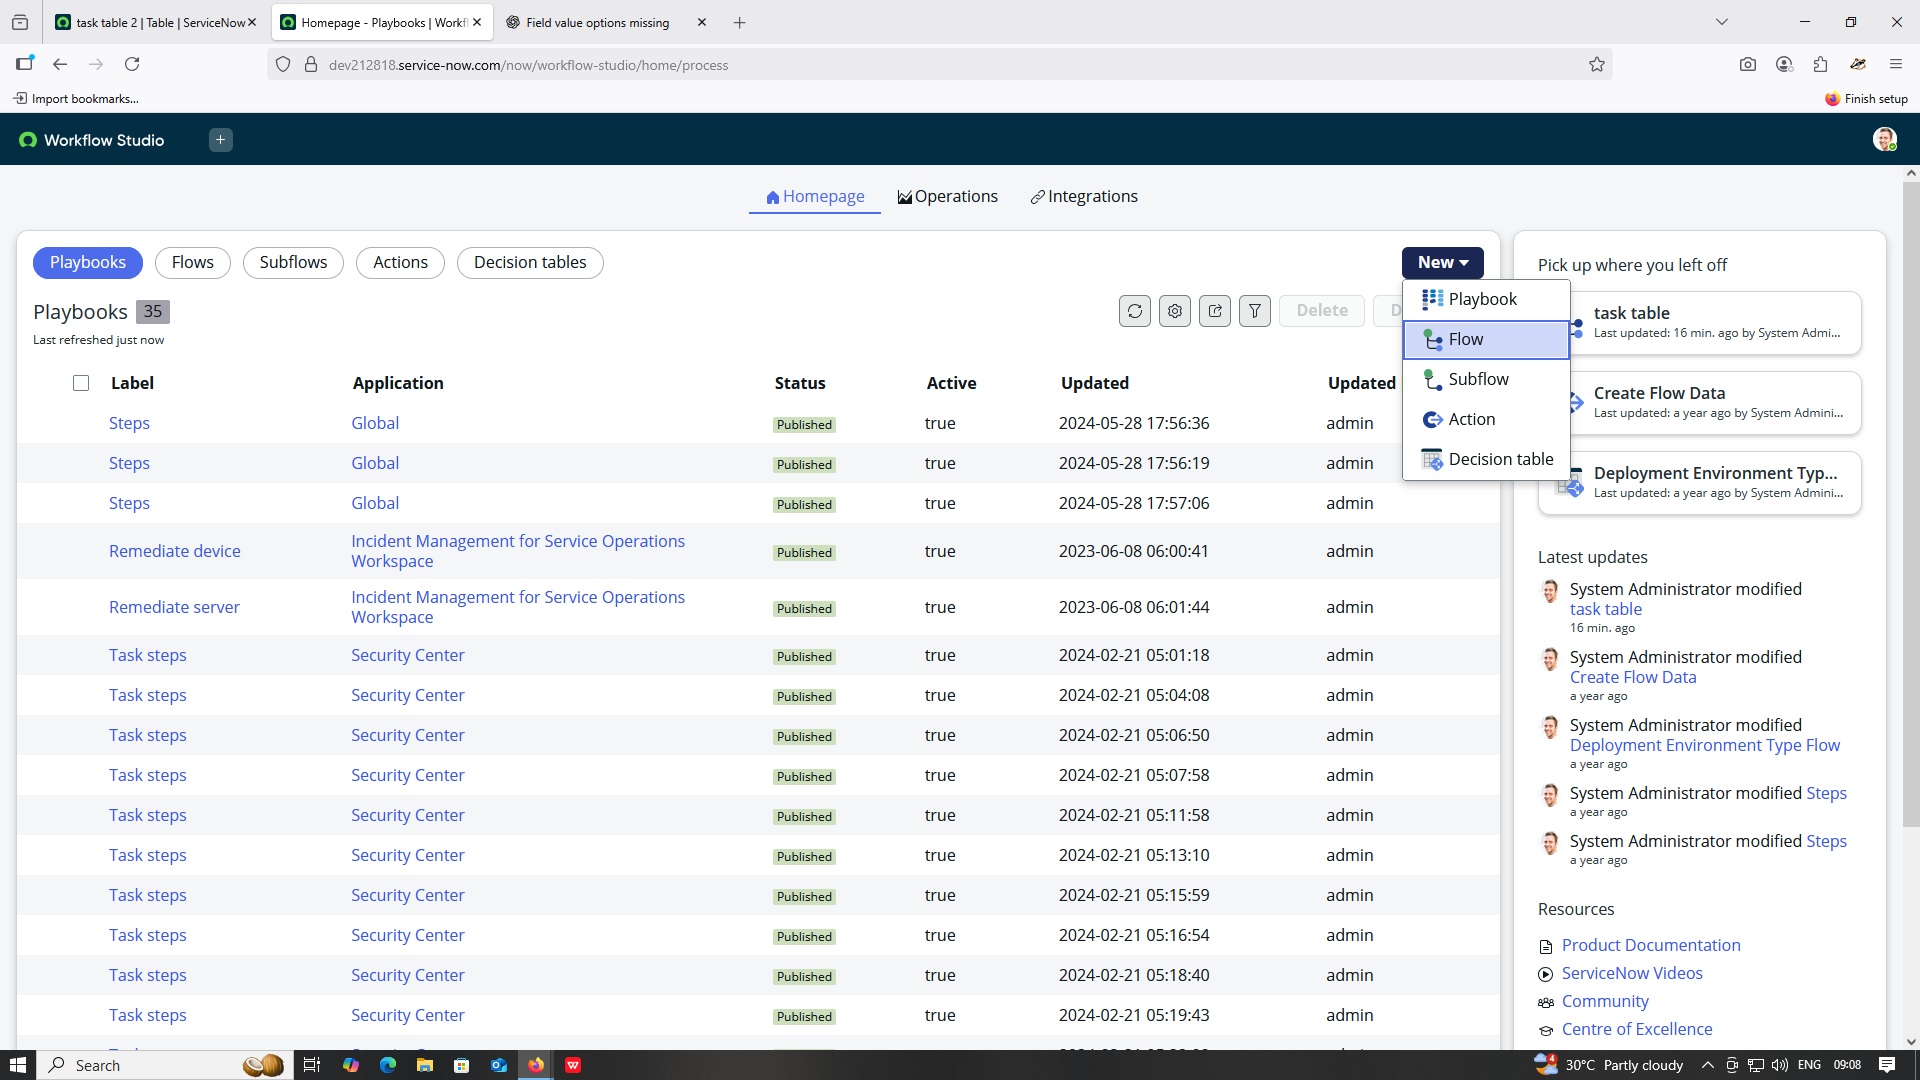 task table 2 | Table | ServiceNow
Homepage - Playbooks | Workfl
Field value options missing
dev212818.service-now.com/now/workflow-studio/home/process
Import bookmarks...
Finish setup
Workflow Studio
Homepage
Operations
Integrations
Playbooks
Flows
Subflows
Actions
Decision tables
New
Playbooks 35
Last refreshed just now
Delete
D
Playbook
Flow
Subflow
Action
Decision table
Label Application Status Active Updated Updated
Steps Global Published true 2024-05-28 17:56:36 admin
Steps Global Published true 2024-05-28 17:56:19 admin
Steps Global Published true 2024-05-28 17:57:06 admin
Remediate device Incident Management for Service Operations Workspace Published true 2023-06-08 06:00:41 admin
Remediate server Incident Management for Service Operations Workspace Published true 2023-06-08 06:01:44 admin
Task steps Security Center Published true 2024-02-21 05:01:18 admin
Task steps Security Center Published true 2024-02-21 05:04:08 admin
Task steps Security Center Published true 2024-02-21 05:06:50 admin
Task steps Security Center Published true 2024-02-21 05:07:58 admin
Task steps Security Center Published true 2024-02-21 05:11:58 admin
Task steps Security Center Published true 2024-02-21 05:13:10 admin
Task steps Security Center Published true 2024-02-21 05:15:59 admin
Task steps Security Center Published true 2024-02-21 05:16:54 admin
Task steps Security Center Published true 2024-02-21 05:18:40 admin
Task steps Security Center Published true 2024-02-21 05:19:43 admin
Pick up where you left off
task table
Last updated: 16 min. ago by System Admi...
Create Flow Data
Last updated: a year ago by System Admini...
Deployment Environment Typ...
Last updated: a year ago by System Admini...
Latest updates
System Administrator modified
task table
16 min. ago
System Administrator modified
Create Flow Data
a year ago
System Administrator modified
Deployment Environment Type Flow
a year ago
System Administrator modified Steps
a year ago
System Administrator modified Steps
a year ago
Resources
Product Documentation
ServiceNow Videos
Community
Centre of Excellence
Search
4
30°C Partly cloudy
ENG
09:08